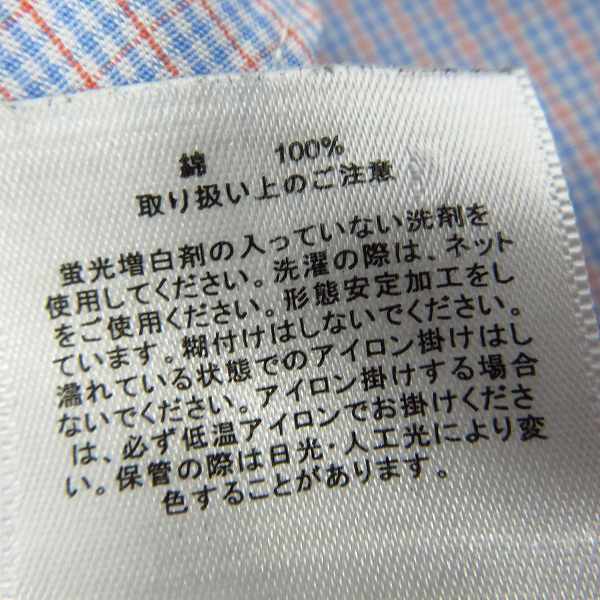 綿 100%
取り扱い上のご注意
蛍光増白剤の入っていない洗剤を
使用してください。洗濯の際は、ネット
をご使用ください。形態安定加工をし
ています。糊付けはしないでください。
濡れている状態でのアイロン掛けはし
ないでください。アイロン掛けする場合
は、必ず低温アイロンでお掛けくださ
い。保管の際は日光・人工光により変
色することがあります。